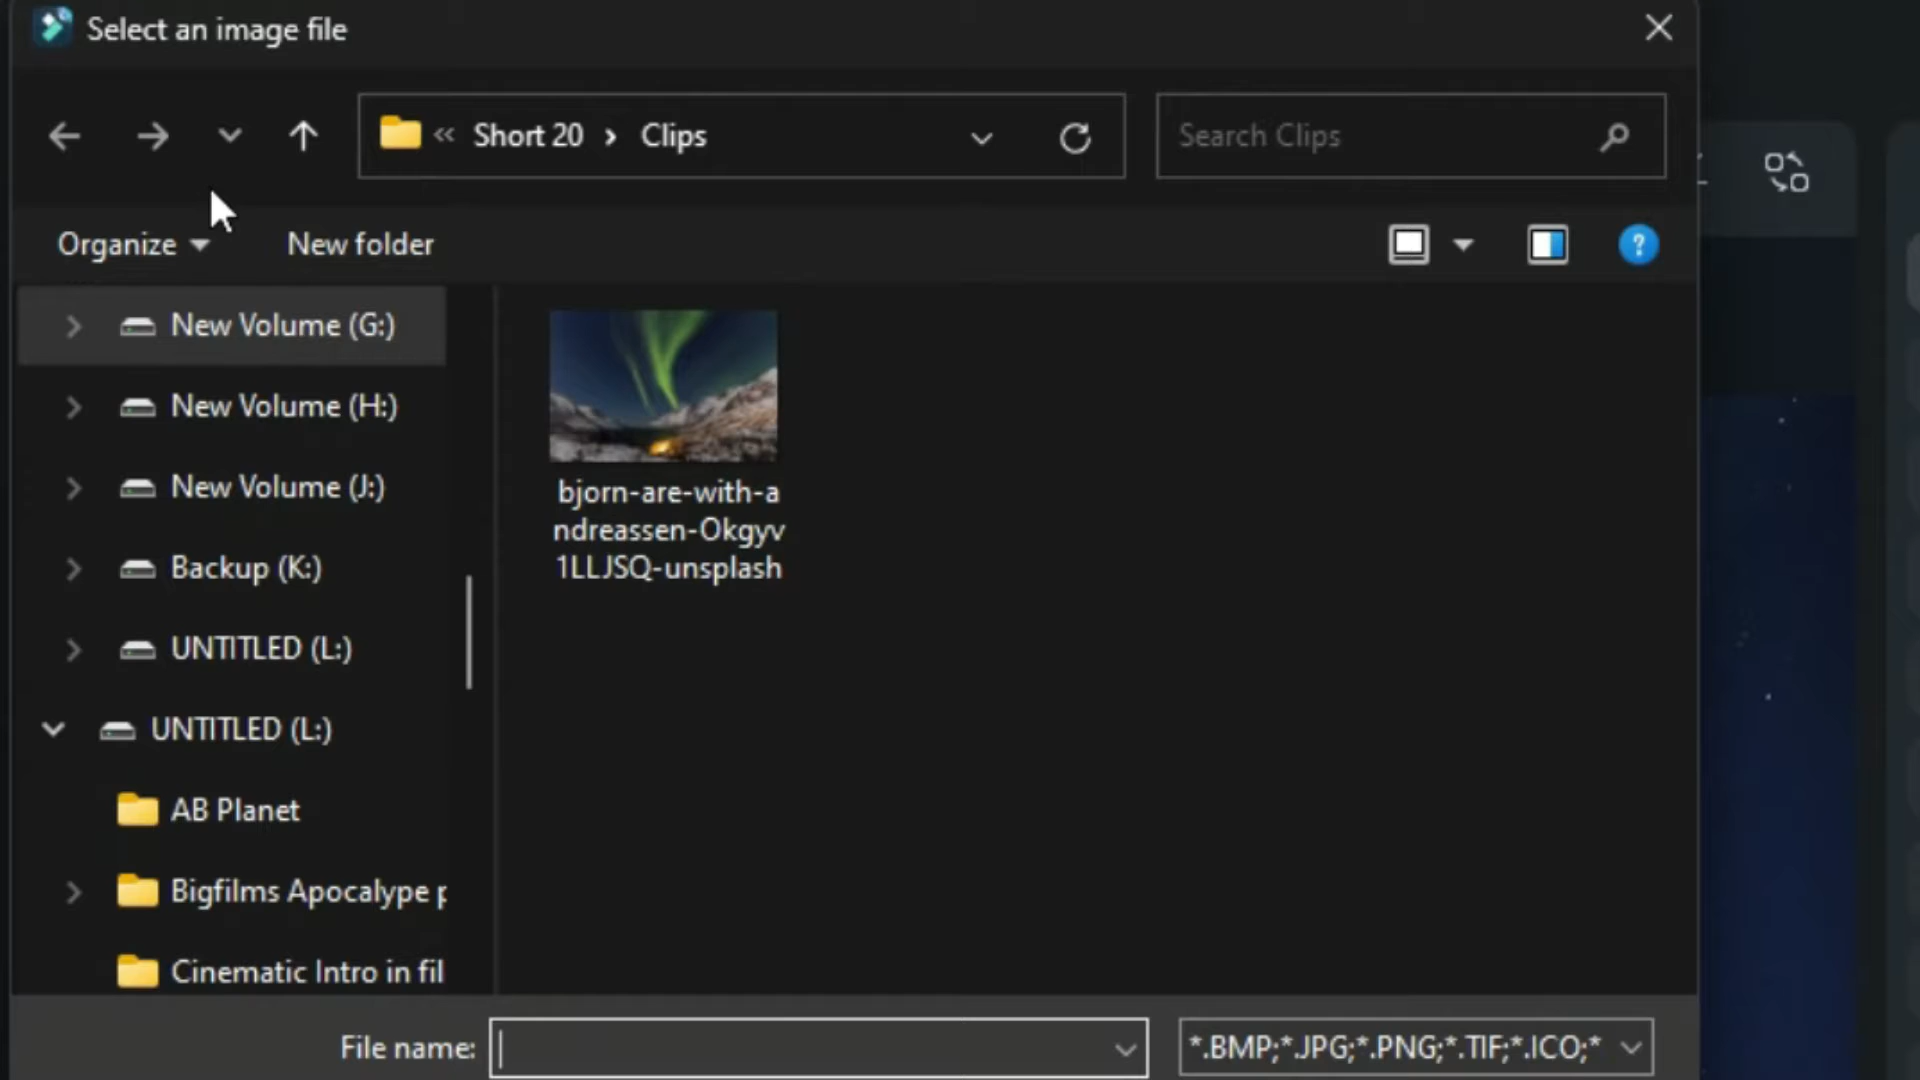 Select an image file
Short 20 › Clips
Search Clips
Organize
New folder
New Volume (G:)
New Volume (H:)
New Volume (J:)
Backup (K:)
UNTITLED (L:)
UNTITLED (L:)
AB Planet
Bigfilms Apocalype p
Cinematic Intro in fil
bjorn-are-with-a
ndreassen-Okgyv
1LLJSQ-unsplash
File name:
*.BMP;*.JPG;*.PNG;*.TIF;*.ICO;*